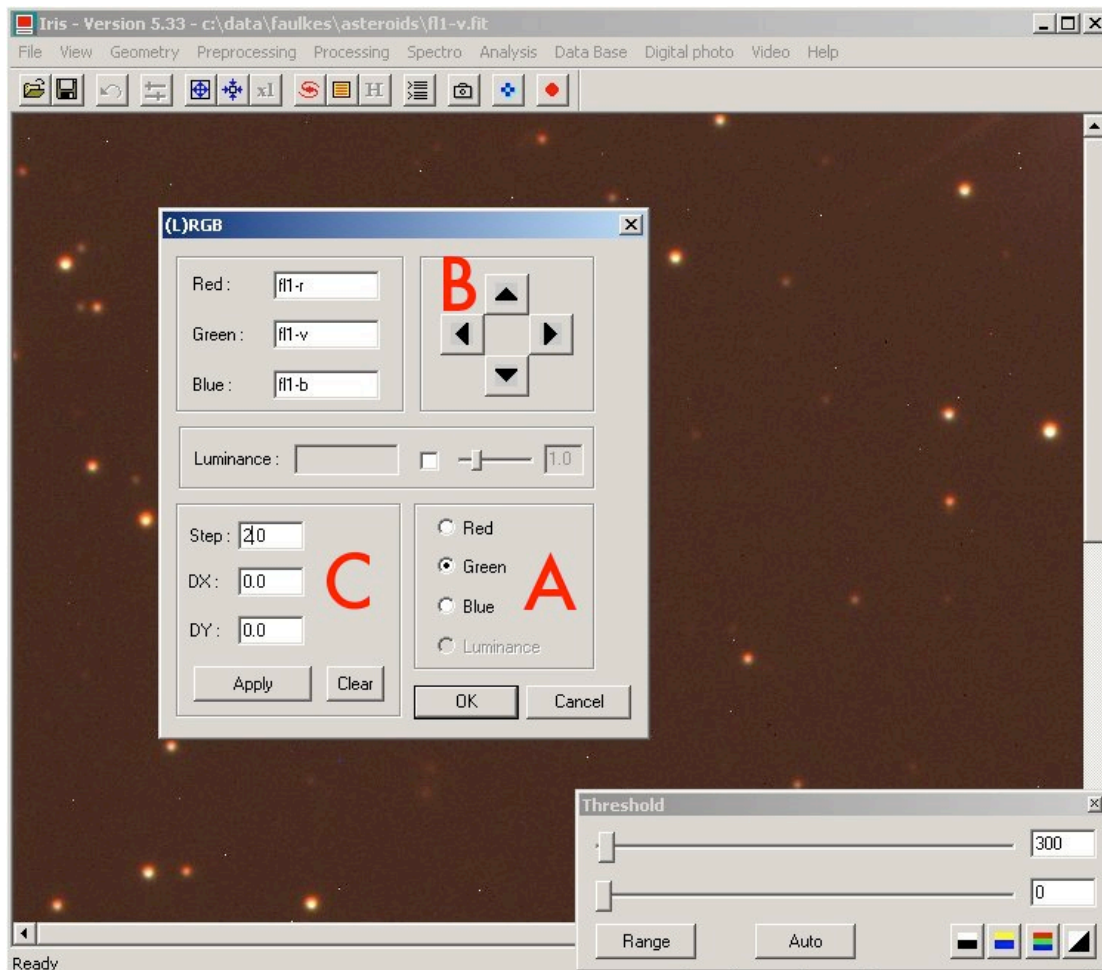 Iris - Version 5.33 - c:\data\faulkes\asteroids\fl1-v.fit
File View Geometry Preprocessing Processing Spectro Analysis Data Base Digital photo Video Help
x1 H
(L)RGB
Red : fl1-r
Green : fl1-v
Blue : fl1-b
B
Luminance : 1.0
Step : 2.0
DX : 0.0
DY : 0.0
C
Apply Clear
Red
Green
Blue
Luminance
A
OK Cancel
Threshold
300
0
Range Auto
Ready